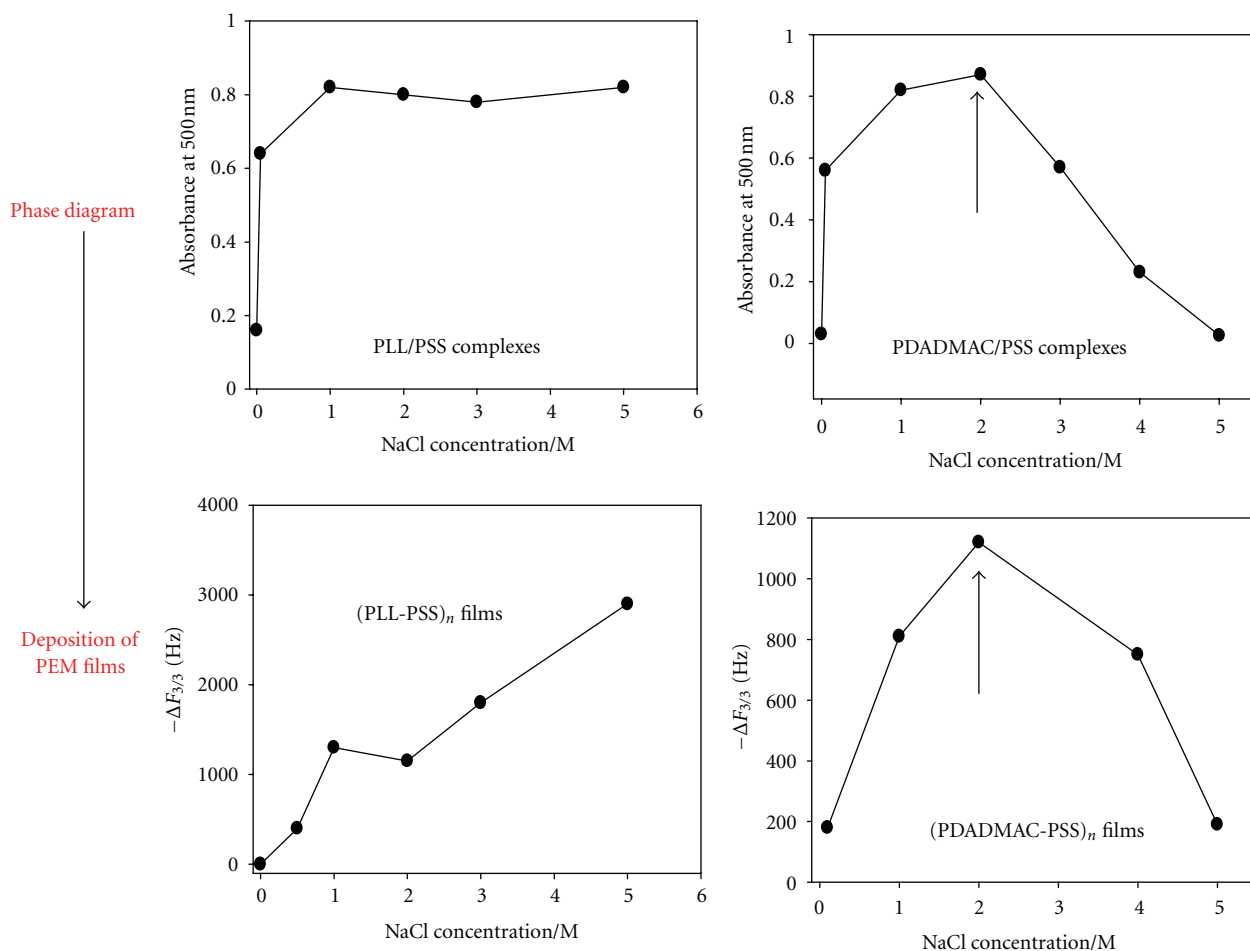 Phase diagram
Deposition of
PEM films
1
0.8
0.6
0.4
0.2
0
Absorbance at 500 nm
PLL/PSS complexes
0 1 2 3 4 5 6
NaCl concentration/M
1
0.8
0.6
0.4
0.2
0
Absorbance at 500 nm
PDADMAC/PSS complexes
0 1 2 3 4 5
NaCl concentration/M
4000
3000
2000
1000
0
−ΔF3/3 (Hz)
(PLL-PSS)n films
0 1 2 3 4 5 6
NaCl concentration/M
1200
1000
800
600
400
200
0
−ΔF3/3 (Hz)
(PDADMAC-PSS)n films
0 1 2 3 4 5
NaCl concentration/M